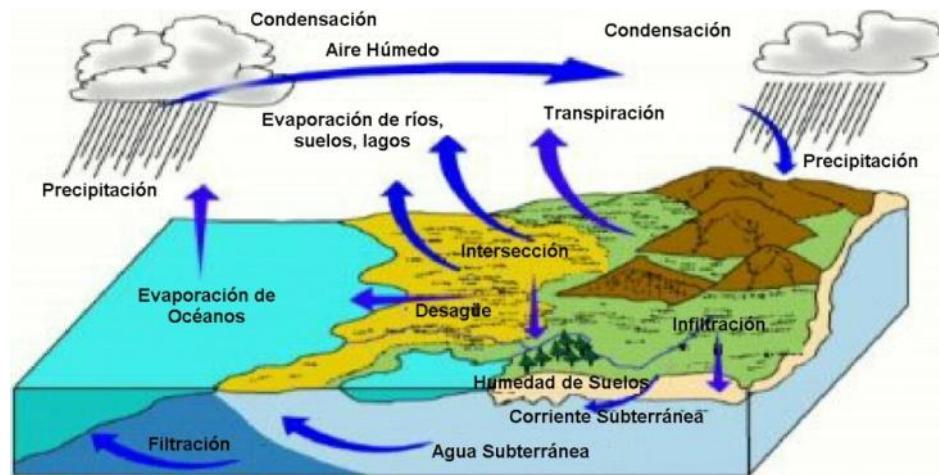 Condensación
Condensación
Aire Húmedo
Evaporación de ríos,
suelos, lagos
Transpiración
Precipitación
Precipitación
Intersección
Evaporación de
Océanos
Desagüe
Infiltración
Humedad de Suelos
Corriente Subterránea
Filtración
Agua Subterránea